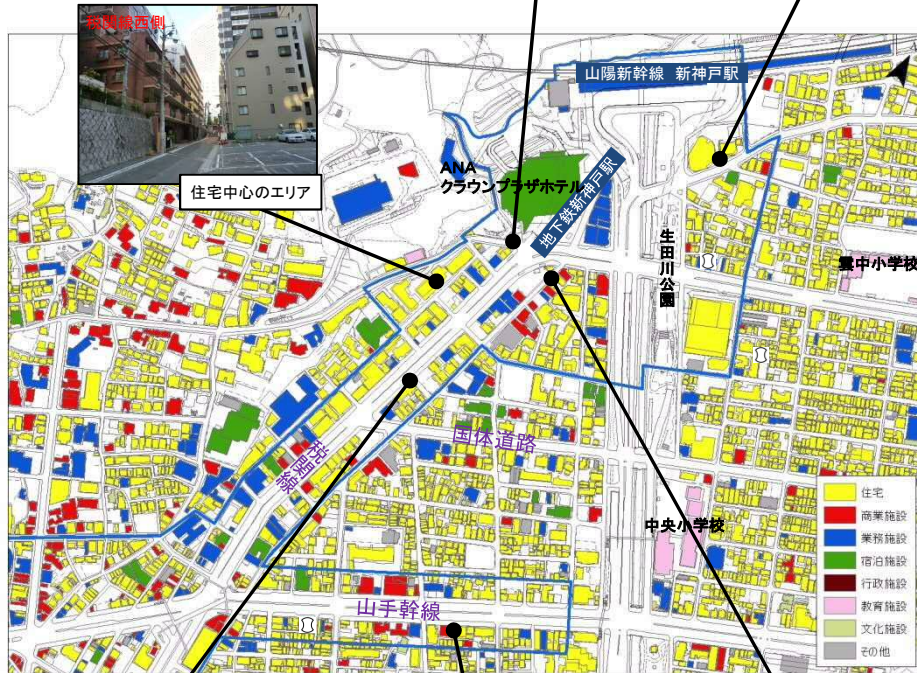 税関線西側
住宅中心のエリア
山陽新幹線 新神戸駅
ANA
クラウンプラザホテル
地下鉄新神戸駅
生田川公園
雲中小学校
国体道路
税関線
中央小学校
山手幹線
住宅
商業施設
業務施設
宿泊施設
行政施設
教育施設
文化施設
その他